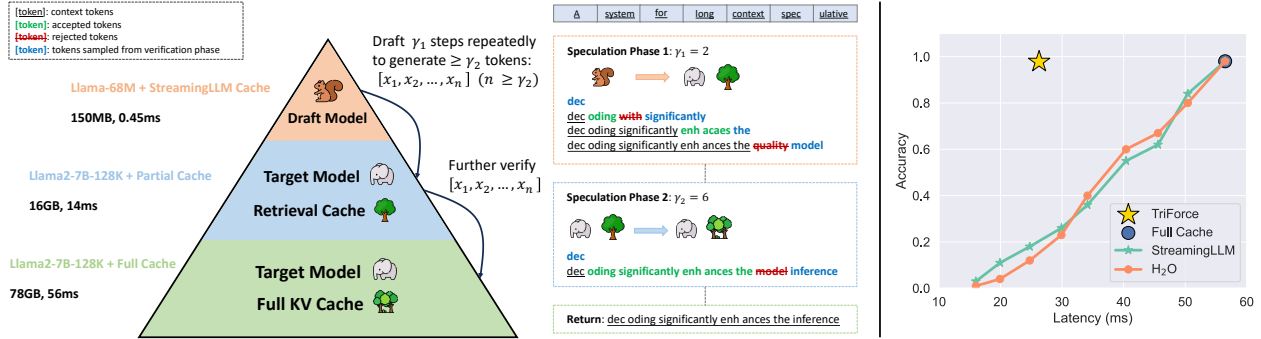 [token]: context tokens
[token]: accepted tokens
[token]: rejected tokens
[token]: tokens sampled from verification phase
Llama-68M + StreamingLLM Cache
150MB, 0.45ms
Llama2-7B-128K + Partial Cache
16GB, 14ms
Llama2-7B-128K + Full Cache
78GB, 56ms
Draft Model
Target Model
Retrieval Cache
Target Model
Full KV Cache
Draft γ₁ steps repeatedly
to generate ≥ γ₂ tokens:
[x₁, x₂, ..., xₙ] (n ≥ γ₂)
Further verify
[x₁, x₂, ..., xₙ]
A system for long context spec ulative
Speculation Phase 1: γ₁ = 2
dec
dec oding with significantly
dec oding significantly enh acaes the
dec oding significantly enh ances the quality model
Speculation Phase 2: γ₂ = 6
dec
dec oding significantly enh ances the model inference
Return: dec oding significantly enh ances the inference
Accuracy
1.0
0.8
0.6
0.4
0.2
0.0
10 20 30 40 50 60
Latency (ms)
TriForce
Full Cache
StreamingLLM
H₂O